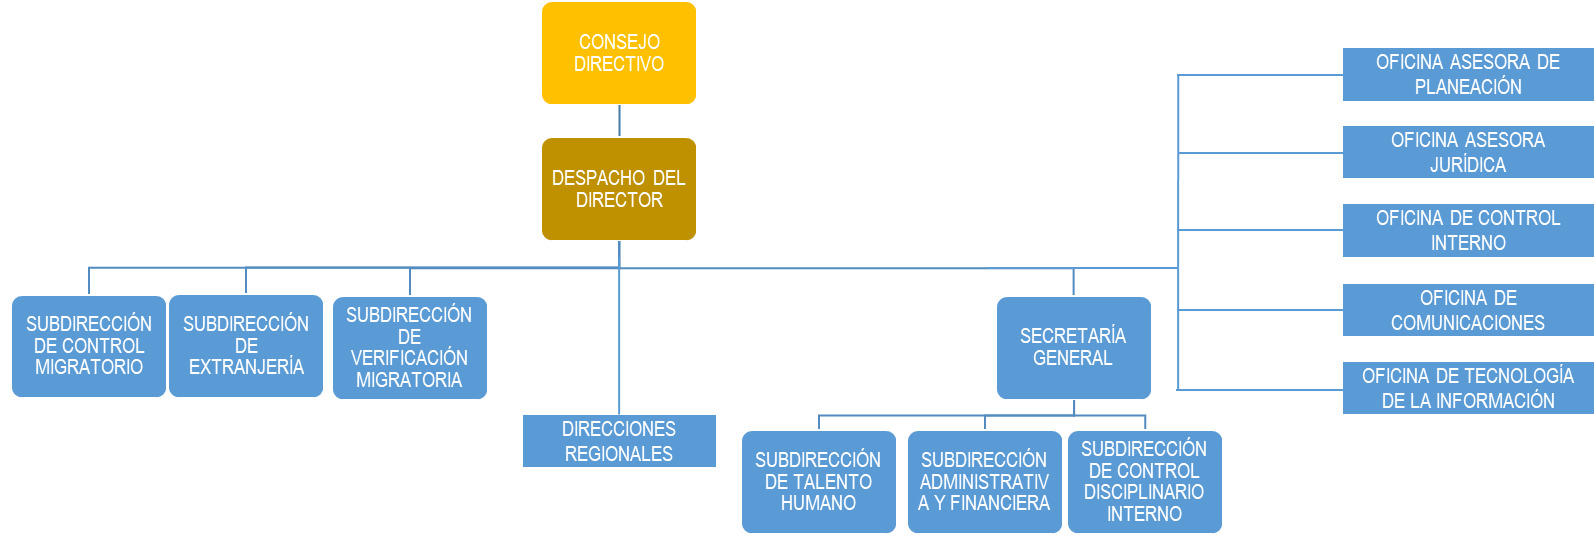 CONSEJO
DIRECTIVO
DESPACHO DEL
DIRECTOR
SUBDIRECCIÓN
DE CONTROL
MIGRATORIO
SUBDIRECCIÓN
DE
EXTRANJERÍA
SUBDIRECCIÓN
DE
VERIFICACIÓN
MIGRATORIA
DIRECCIONES
REGIONALES
SECRETARÍA
GENERAL
SUBDIRECCIÓN
DE TALENTO
HUMANO
SUBDIRECCIÓN
ADMINISTRATIV
A Y FINANCIERA
SUBDIRECCIÓN
DE CONTROL
DISCIPLINARIO
INTERNO
OFICINA ASESORA DE
PLANEACIÓN
OFICINA ASESORA
JURÍDICA
OFICINA DE CONTROL
INTERNO
OFICINA DE
COMUNICACIONES
OFICINA DE TECNOLOGÍA
DE LA INFORMACIÓN